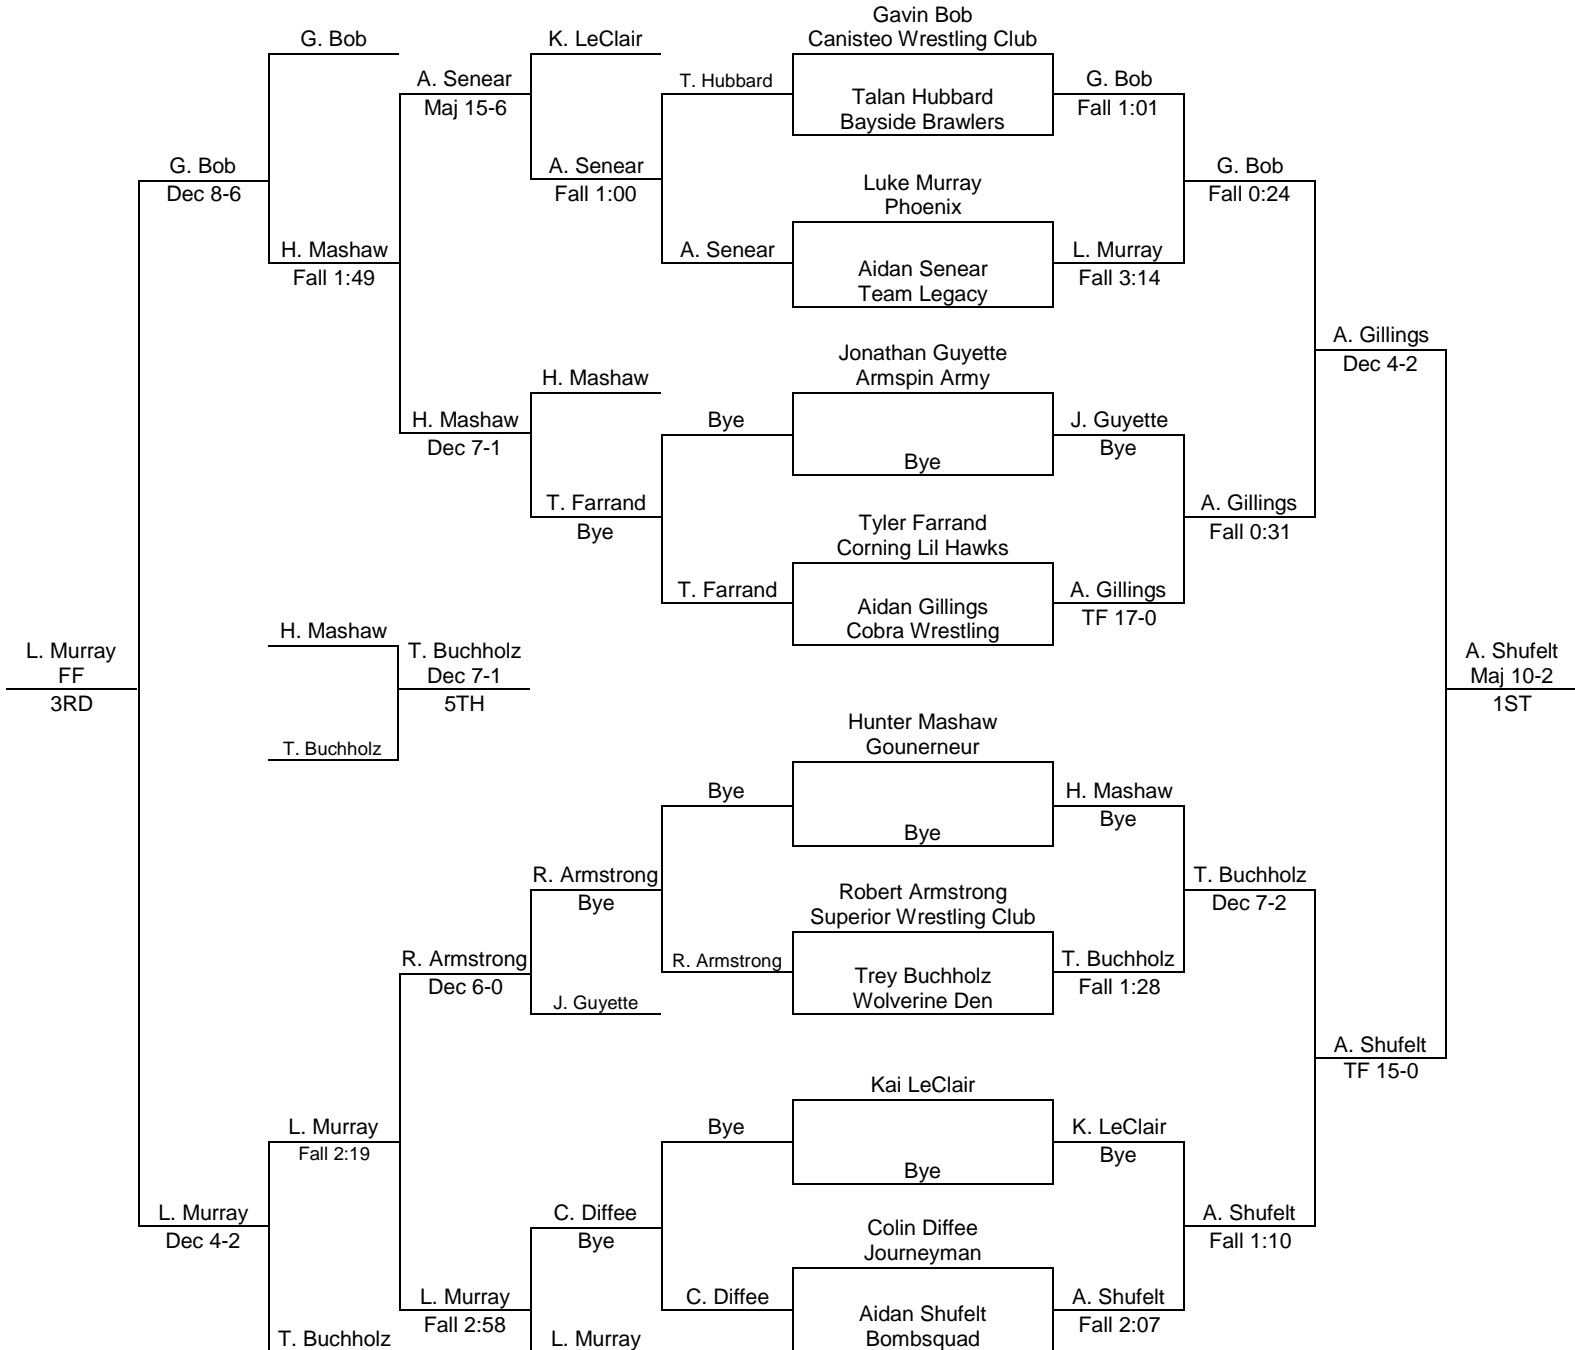 Gavin Bob
G. Bob
K. LeClair
Canisteo Wrestling Club
A. Senear
T. Hubbard
G. Bob
Maj 15-6
Talan Hubbard
Fall 1:01
Bayside Brawlers
G. Bob
A. Senear
G. Bob
Dec 8-6
Fall 1:00
Luke Murray
Fall 0:24
Phoenix
H. Mashaw
A. Senear
L. Murray
Fall 1:49
Aidan Senear
Fall 3:14
Team Legacy
A. Gillings
Jonathan Guyette
Dec 4-2
H. Mashaw
Armspin Army
H. Mashaw
Bye
J. Guyette
Dec 7-1
Bye
Bye
T. Farrand
A. Gillings
Bye
Tyler Farrand
Fall 0:31
Corning Lil Hawks
T. Farrand
A. Gillings
Aidan Gillings
TF 17-0
H. Mashaw
Cobra Wrestling
L. Murray
T. Buchholz
A. Shufelt
FF
Dec 7-1
Maj 10-2
3RD
5TH
1ST
Hunter Mashaw
T. Buchholz
Gounerneur
Bye
H. Mashaw
Bye
Bye
R. Armstrong
T. Buchholz
Bye
Robert Armstrong
Dec 7-2
Superior Wrestling Club
R. Armstrong
R. Armstrong
T. Buchholz
Dec 6-0
Trey Buchholz
Fall 1:28
J. Guyette
Wolverine Den
A. Shufelt
TF 15-0
Kai LeClair
L. Murray
Bye
K. LeClair
Fall 2:19
Bye
Bye
L. Murray
C. Diffee
A. Shufelt
Dec 4-2
Bye
Colin Diffee
Fall 1:10
Journeyman
L. Murray
C. Diffee
A. Shufelt
Fall 2:58
Aidan Shufelt
Fall 2:07
T. Buchholz
L. Murray
Bombsquad